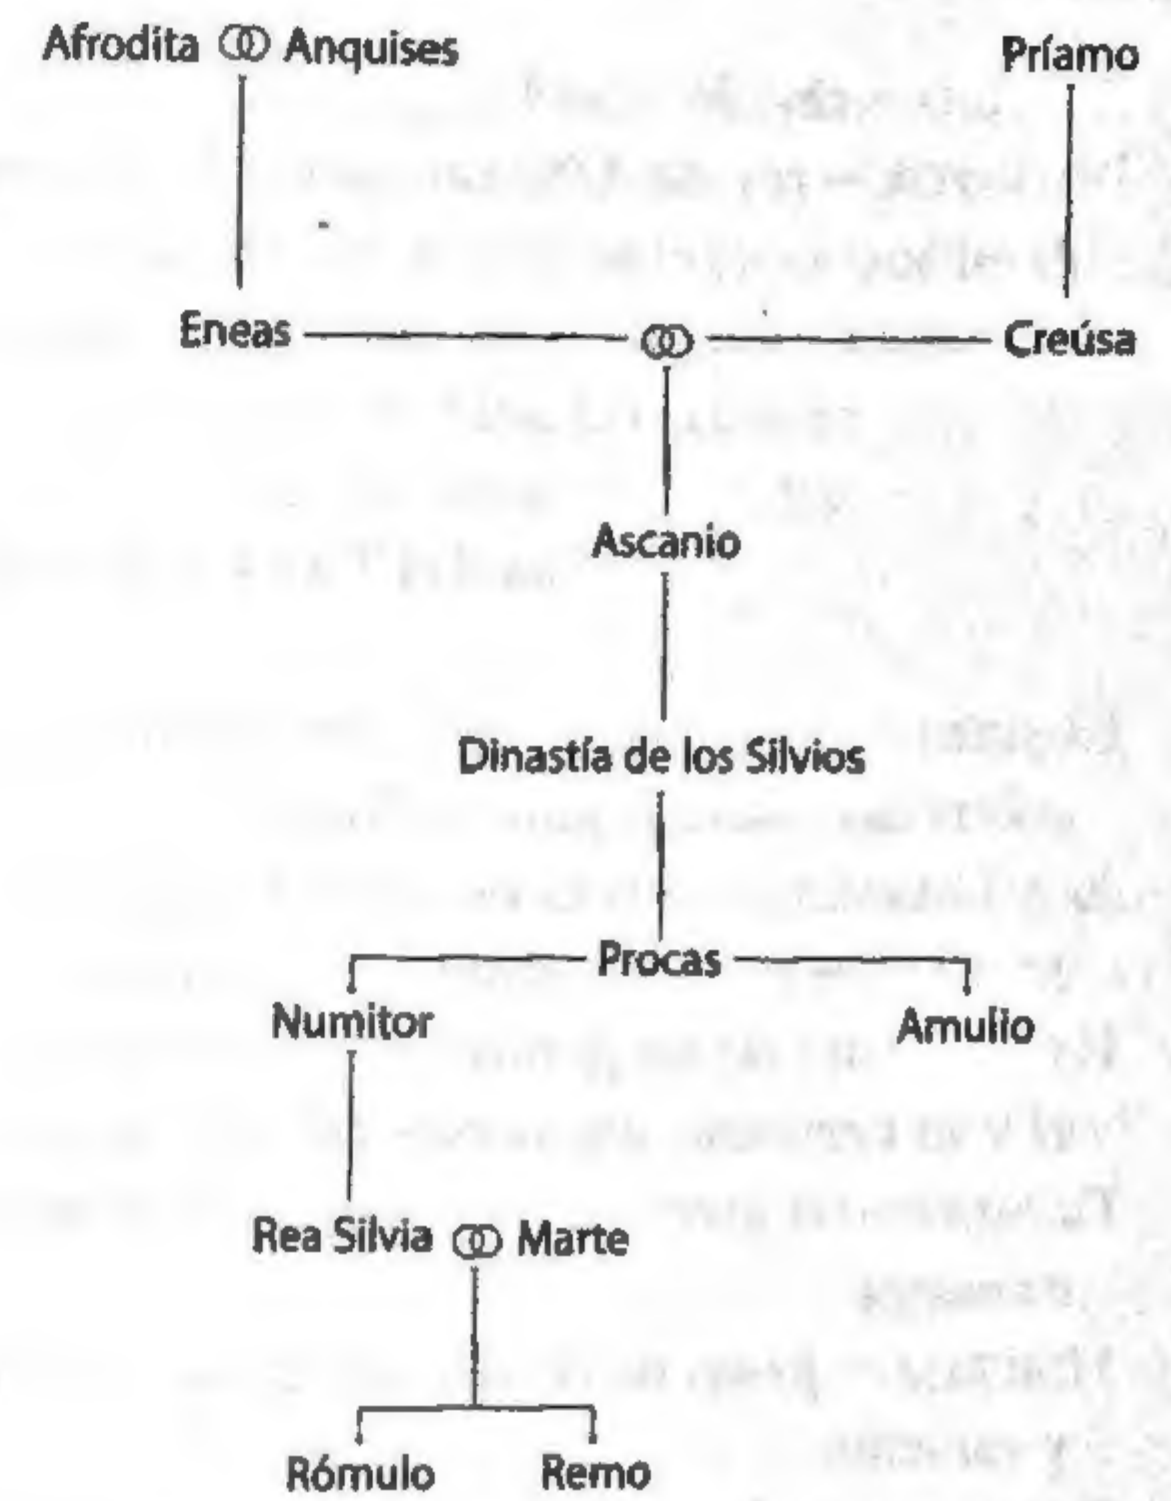 Afrodita Anquises Príamo
Eneas Creúsa
Ascanio
Dinastía de los Silvios
Procas
Numitor Amulio
Rea Silvia Marte
Rómulo Remo